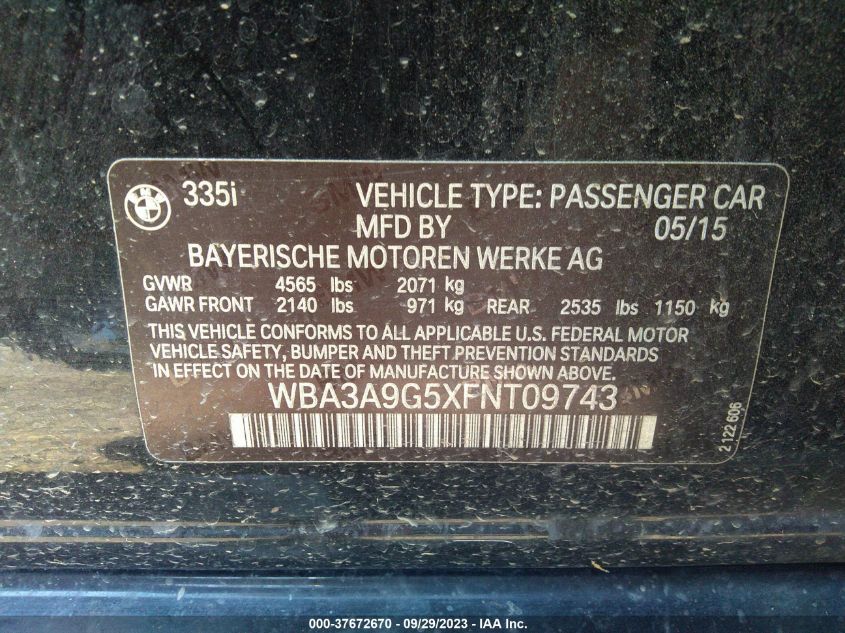 335i VEHICLE TYPE: PASSENGER CAR
MFD BY 05/15
BAYERISCHE MOTOREN WERKE AG
GVWR 4565 lbs 2071 kg
GAWR FRONT 2140 lbs 971 kg REAR 2535 lbs 1150 kg
THIS VEHICLE CONFORMS TO ALL APPLICABLE U.S. FEDERAL MOTOR
VEHICLE SAFETY, BUMPER AND THEFT PREVENTION STANDARDS
IN EFFECT ON THE DATE OF MANUFACTURE SHOWN ABOVE.
WBA3A9G5XFNT09743
2 122 606
000-37672670 - 09/29/2023 - IAA Inc.